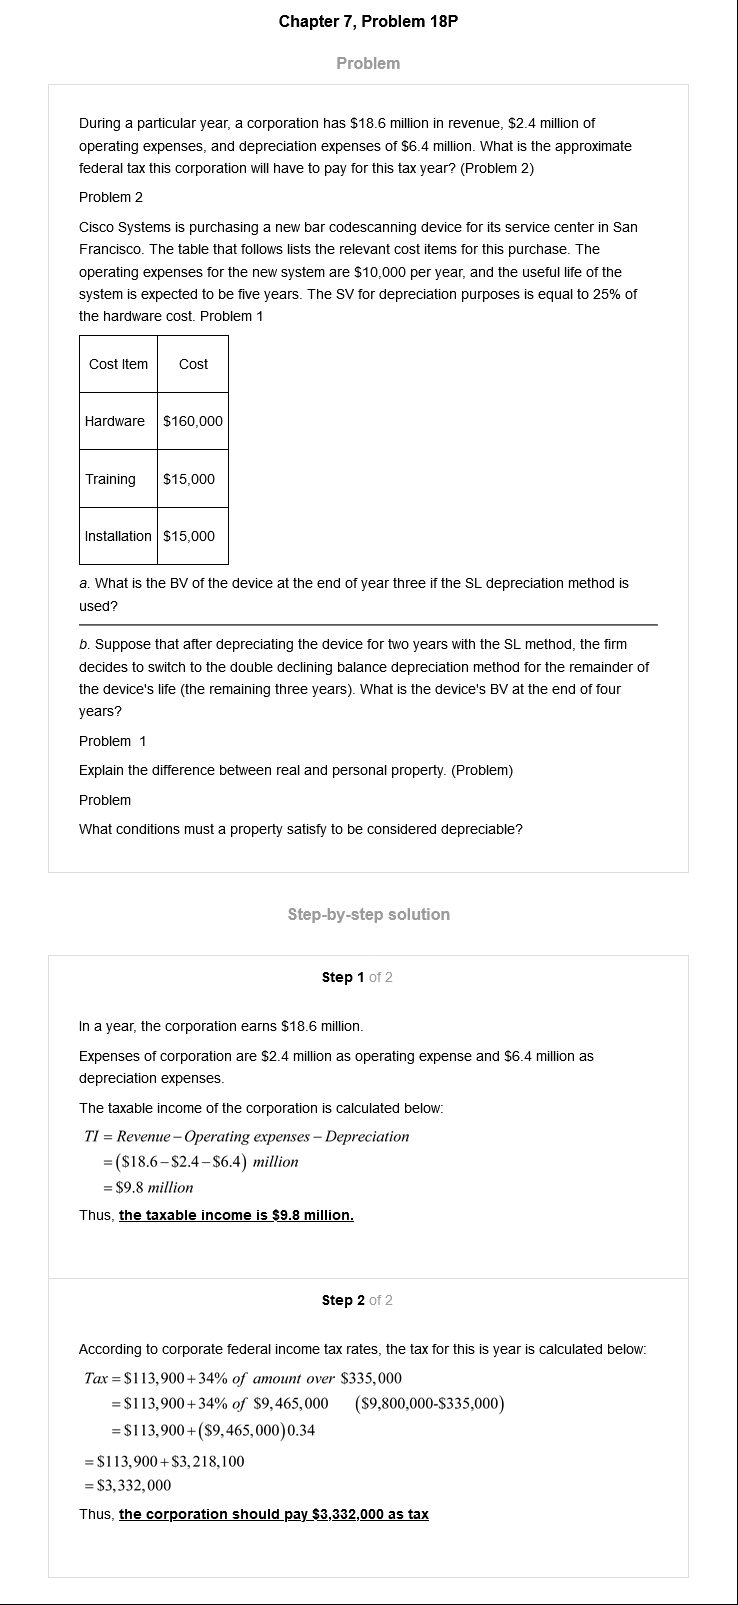 Chapter 7, Problem 18P
Problem
During a particular year, a corporation has $18.6 million in revenue, $2.4 million of
operating expenses, and depreciation expenses of $6.4 million. What is the approximate
federal tax this corporation will have to pay for this tax year? (Problem 2)
Problem 2
Cisco Systems is purchasing a new bar codescanning device for its service center in San
Francisco. The table that follows lists the relevant cost items for this purchase. The
operating expenses for the new system are $10,000 per year, and the useful life of the
system is expected to be five years. The SV for depreciation purposes is equal to 25% of
the hardware cost. Problem 1
Cost Item Cost
Hardware $160,000
Training $15,000
Installation $15,000
a. What is the BV of the device at the end of year three if the SL depreciation method is
used?
b. Suppose that after depreciating the device for two years with the SL method, the firm
decides to switch to the double declining balance depreciation method for the remainder of
the device's life (the remaining three years). What is the device's BV at the end of four
years?
Problem 1
Explain the difference between real and personal property. (Problem)
Problem
What conditions must a property satisfy to be considered depreciable?
Step-by-step solution
Step 1 of 2
In a year, the corporation earns $18.6 million.
Expenses of corporation are $2.4 million as operating expense and $6.4 million as
depreciation expenses.
The taxable income of the corporation is calculated below:
TI = Revenue – Operating expenses – Depreciation
= ($18.6 – $2.4 – $6.4) million
= $9.8 million
Thus, the taxable income is $9.8 million.
Step 2 of 2
According to corporate federal income tax rates, the tax for this is year is calculated below:
Tax = $113,900 + 34% of amount over $335,000
= $113,900 + 34% of $9,465,000 ($9,800,000-$335,000)
= $113,900 + ($9,465,000)0.34
= $113,900 + $3,218,100
= $3,332,000
Thus, the corporation should pay $3,332,000 as tax